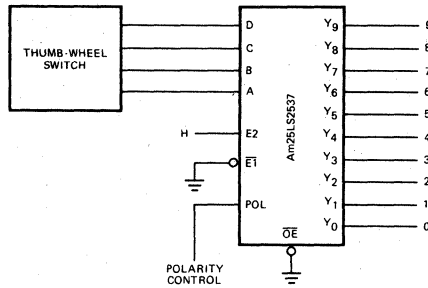 THUMB-WHEEL
SWITCH
D
C
B
A
H
E2
E1
POL
POLARITY
CONTROL
Am25LS2537
OE
Y9 9
Y8 8
Y7 7
Y6 6
Y5 5
Y4 4
Y3 3
Y2 2
Y1 1
Y0 0